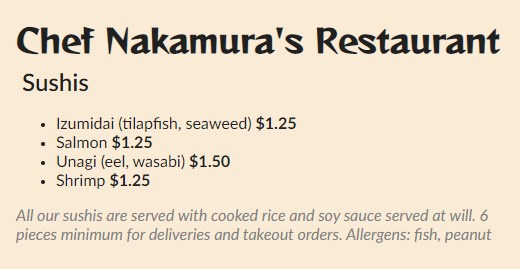 Chef Nakamura's Restaurant
Sushis
• Izumidai (tilapfish, seaweed) $1.25
• Salmon $1.25
• Unagi (eel, wasabi) $1.50
• Shrimp $1.25
All our sushis are served with cooked rice and soy sauce served at will. 6
pieces minimum for deliveries and takeout orders. Allergens: fish, peanut